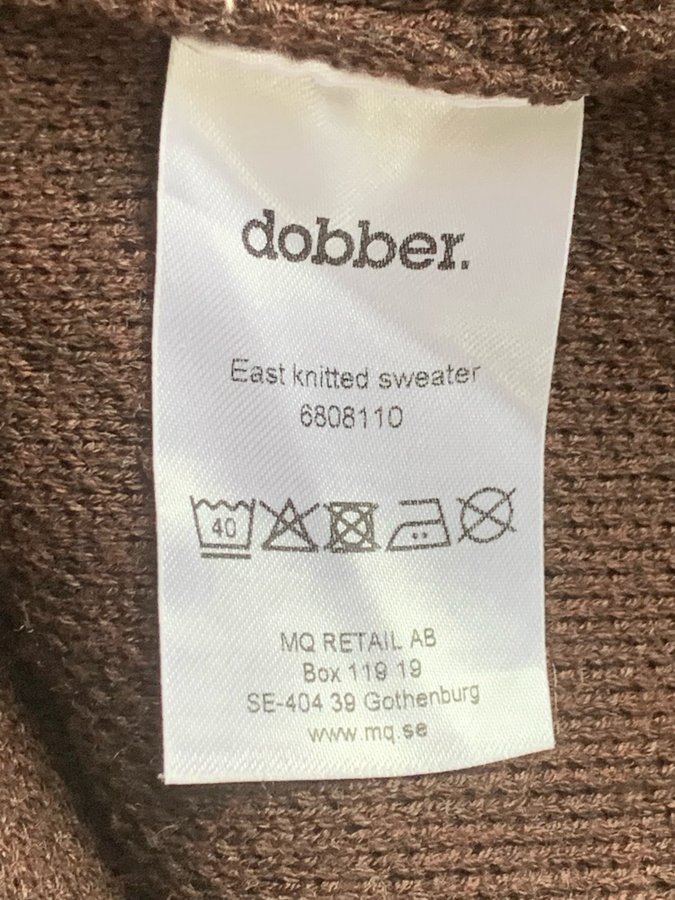 dobber.
East knitted sweater
6808110
40
MQ RETAIL AB
Box 119 19
SE-404 39 Gothenburg
www.mq.se